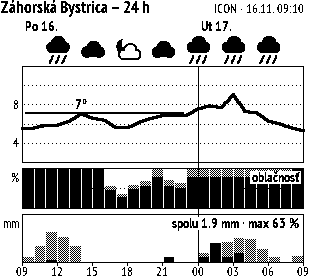 Záhorská Bystrica – 24 h
ICON · 16.11. 09:10
Po 16.
Ut 17.
8
7°
4
%
oblačnosť
mm
spolu 1.9 mm · max 63 %
09 12 15 18 21 00 03 06 09